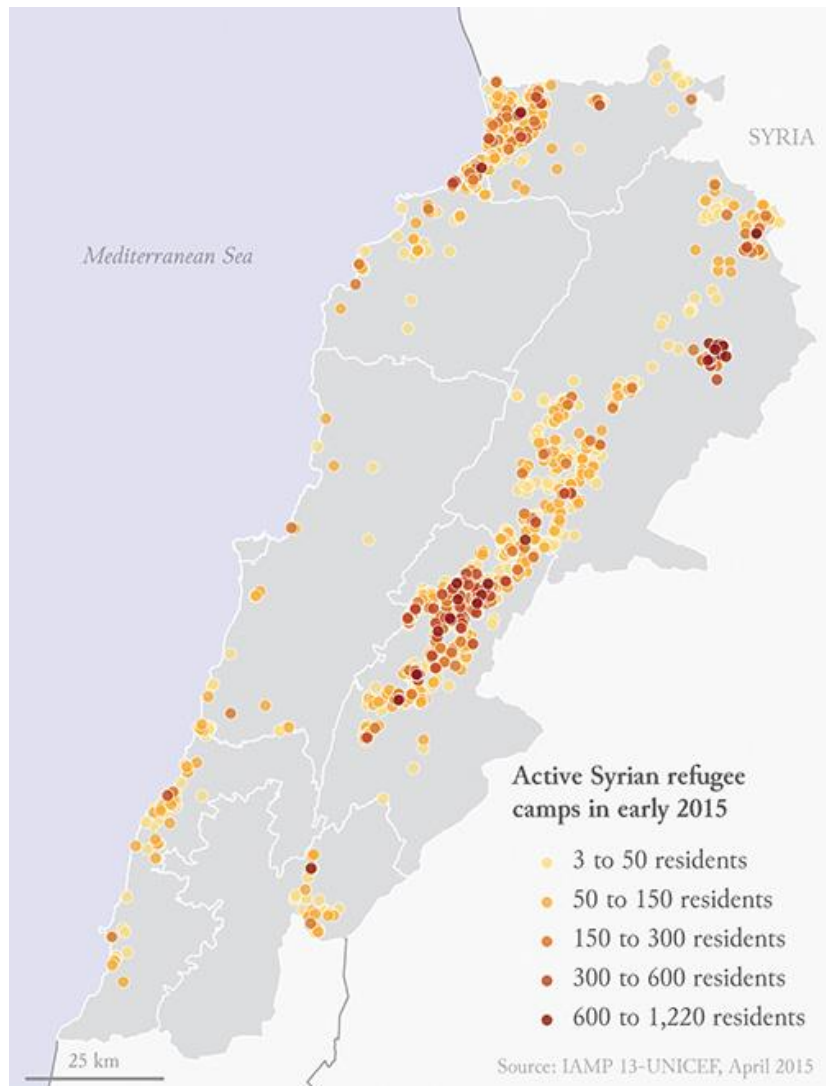 SYRIA
Mediterranean Sea
Active Syrian refugee
camps in early 2015
3 to 50 residents
50 to 150 residents
150 to 300 residents
300 to 600 residents
600 to 1,220 residents
25 km
Source: IAMP 13-UNICEF, April 2015